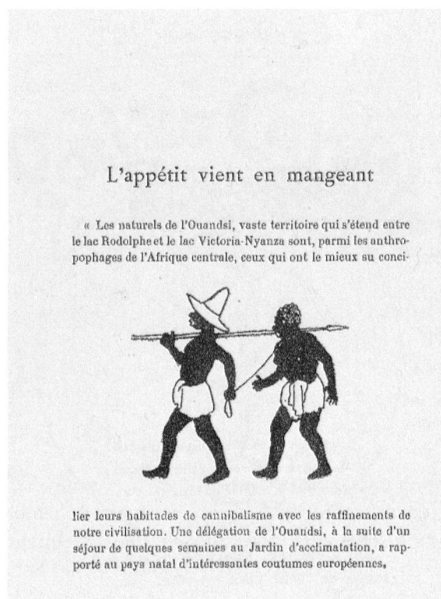 L'appétit vient en mangeant
« Les naturels de l'Ouandsi, vaste territoire qui s'étend entre
le lac Rodolphe et le lac Victoria-Nyanza sont, parmi les anthro-
pophages de l'Afrique centrale, ceux qui ont le mieux su conci-
lier leurs habitudes de cannibalisme avec les raffinements de
notre civilisation. Une délégation de l'Ouandsi, à la suite d'un
séjour de quelques semaines au Jardin d'acclimatation, a rap-
porté au pays natal d'intéressantes coutumes européennes.